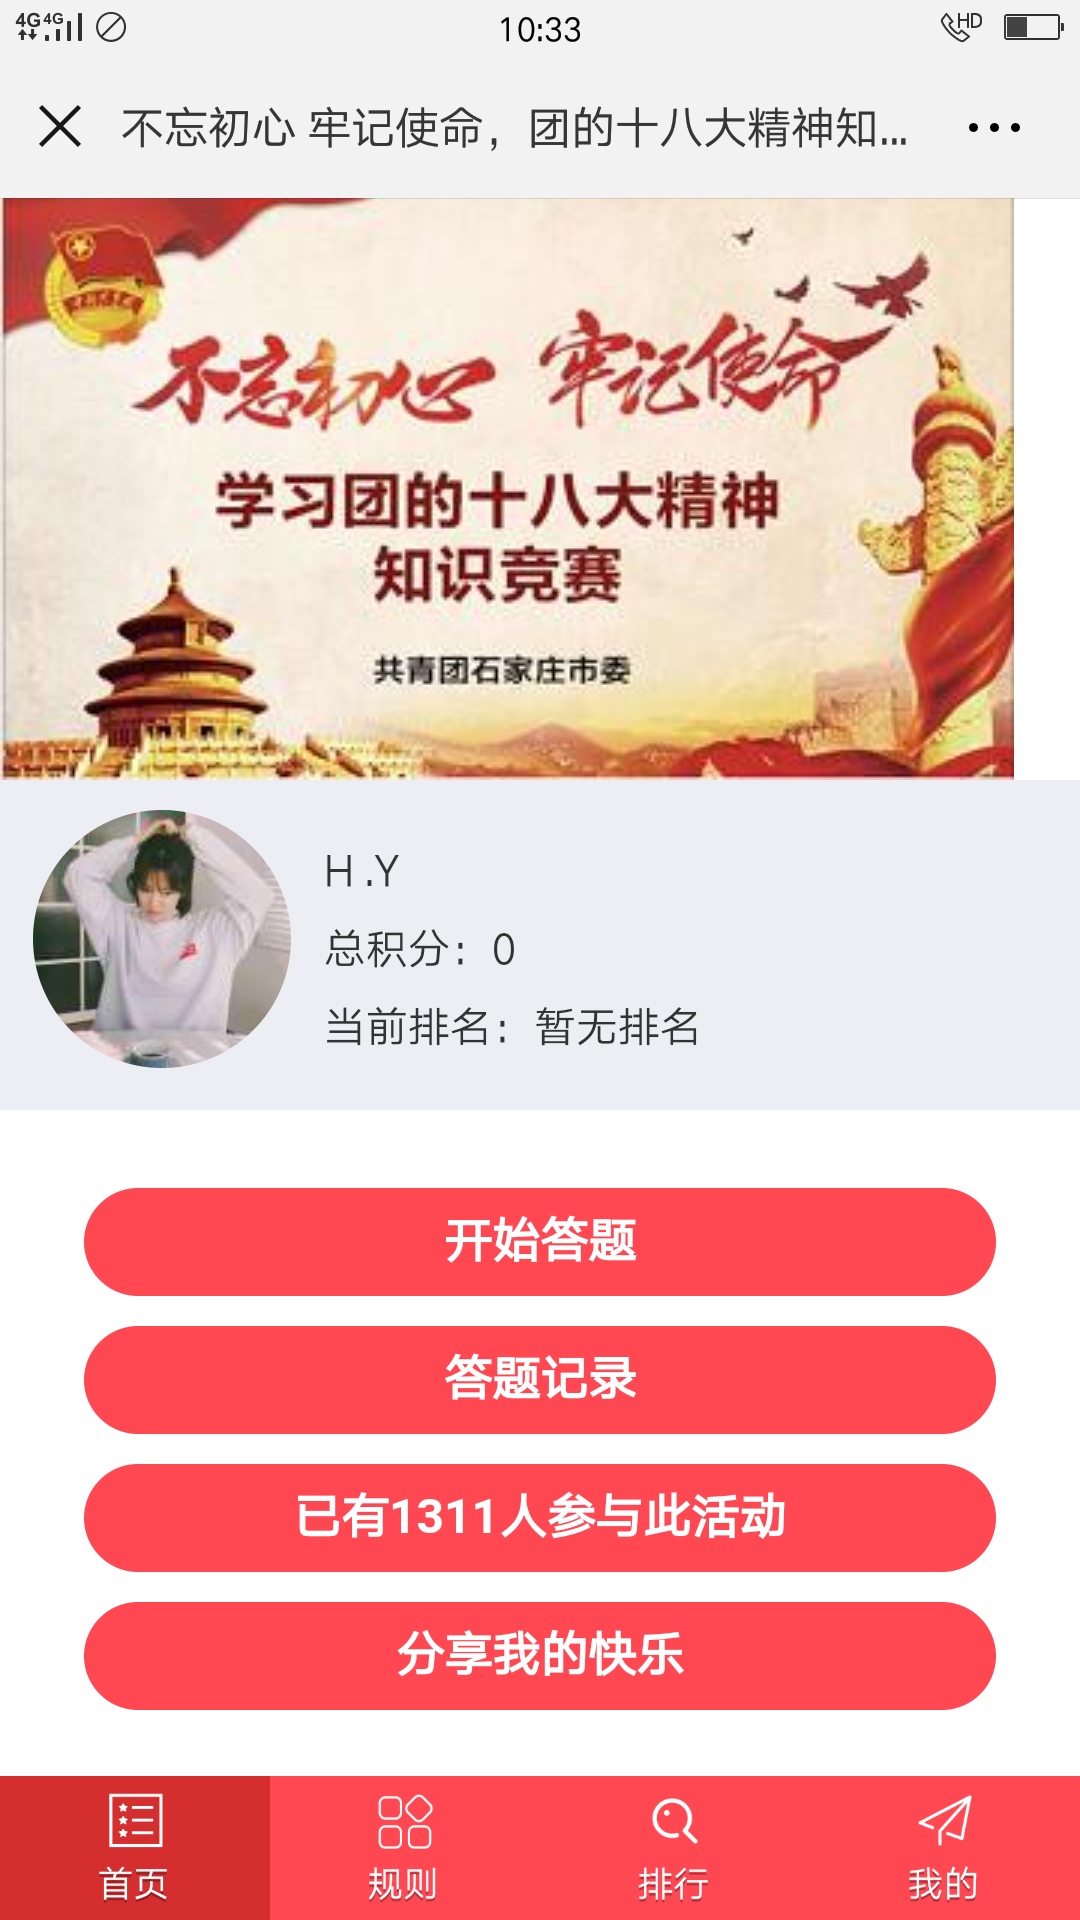 4G 4G 10:33 HD
不忘初心 牢记使命，团的十八大精神知...
不忘初心 牢记使命
学习团的十八大精神
知识竞赛
共青团石家庄市委
H .Y
总积分：0
当前排名：暂无排名
开始答题
答题记录
已有1311人参与此活动
分享我的快乐
首页 规则 排行 我的